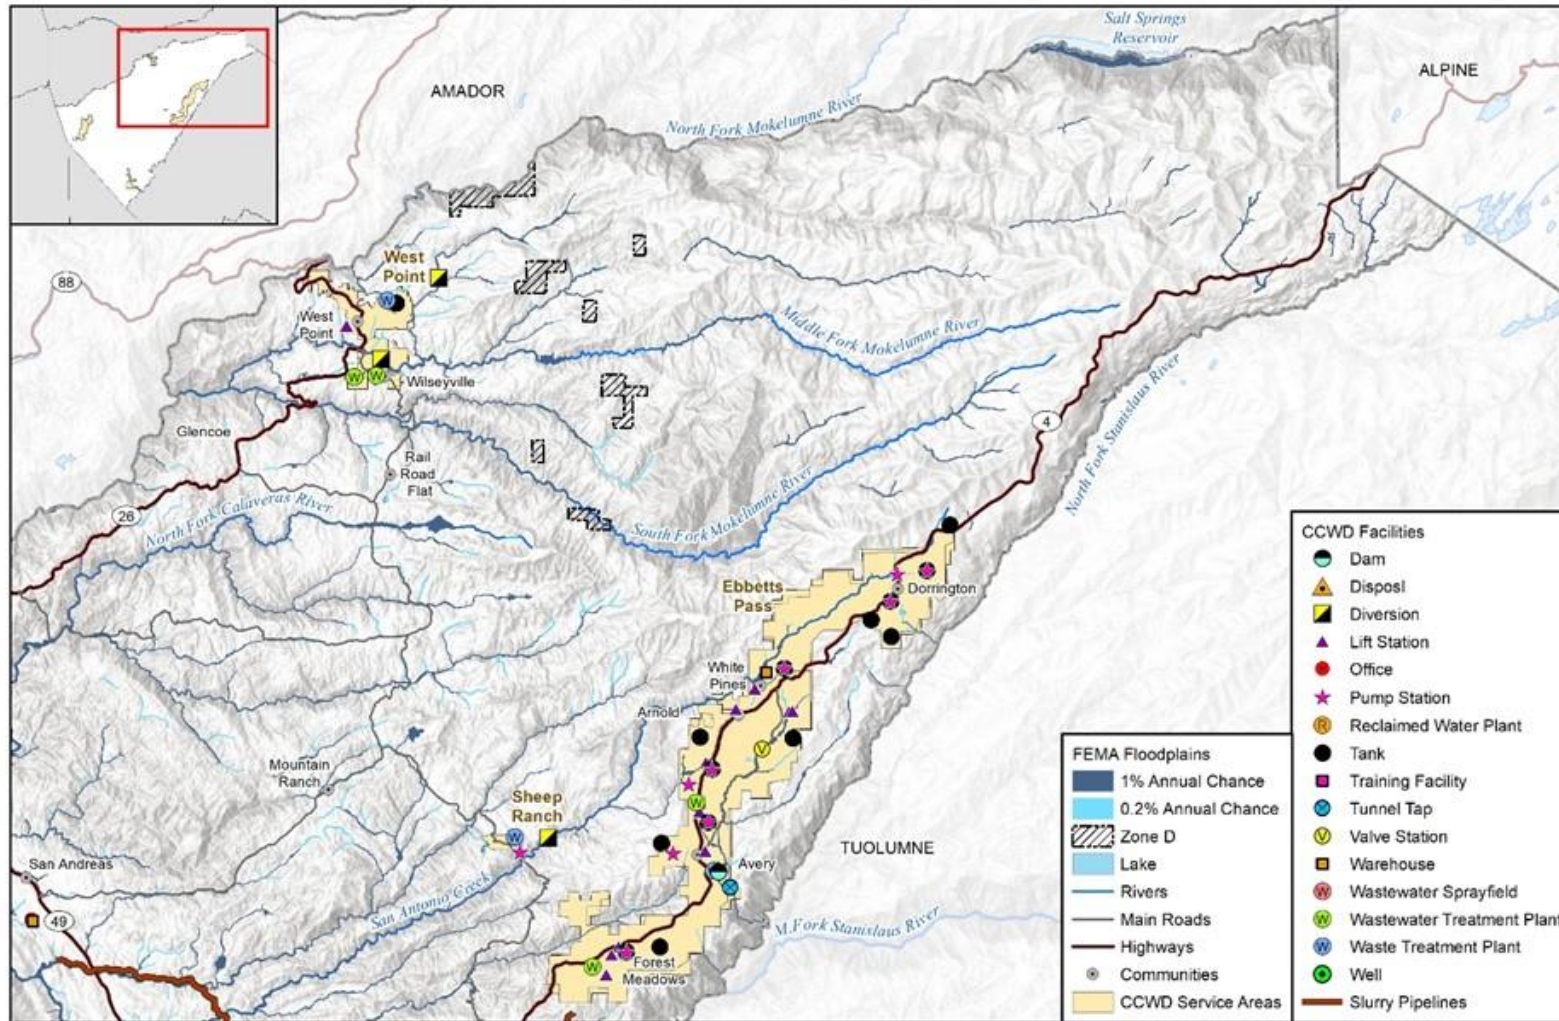 Salt Springs
Reservoir
ALPINE
AMADOR
North Fork Mokelumne River
West
Point
W
88
West
Point
Middle Fork Mokelumne River
W
W
Wilseyville
North Fork Stanislaus River
4
Glencoe
Rail
Road
Flat
South Fork Mokelumne River
26
North Fork Calaveras River
Ebbetts
Pass
Dorrington
White
Pines
Arnold
V
Mountain
Ranch
Sheep
Ranch
W
W
San Andreas
Avery
TUOLUMNE
49
San Antonio Creek
M.Fork Stanislaus River
W
Forest
Meadows
FEMA Floodplains
1% Annual Chance
0.2% Annual Chance
Zone D
Lake
Rivers
Main Roads
Highways
Communities
CCWD Service Areas
CCWD Facilities
Dam
Disposl
Diversion
Lift Station
Office
Pump Station
R Reclaimed Water Plant
Tank
Training Facility
Tunnel Tap
V Valve Station
Warehouse
W Wastewater Sprayfield
W Wastewater Treatment Plant
W Waste Treatment Plant
Well
Slurry Pipelines